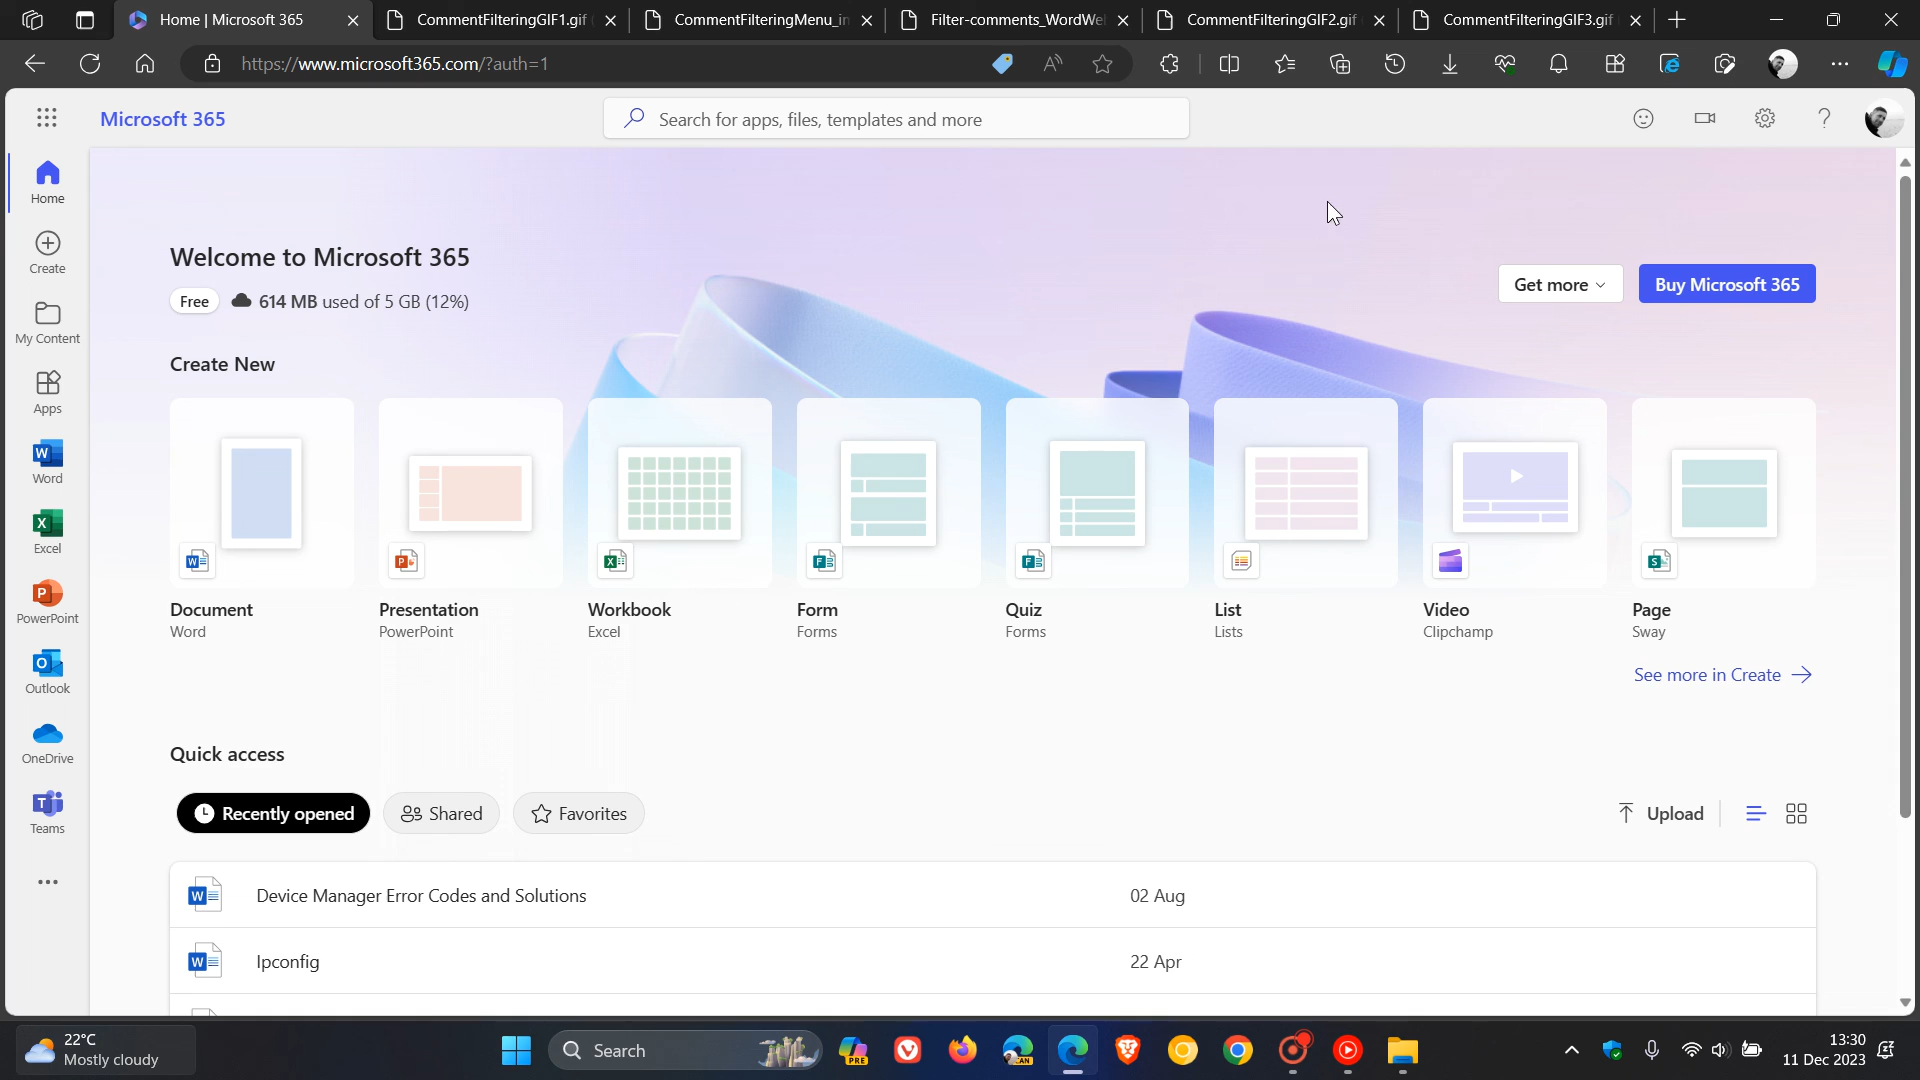 Home | Microsoft 365
CommentFilteringGIF1.gif
CommentFilteringMenu_in
Filter-comments_WordWe
CommentFilteringGIF2.gif
CommentFilteringGIF3.gif
https://www.microsoft365.com/?auth=1
Microsoft 365
Search for apps, files, templates and more
Home
Create
My Content
Apps
Word
Excel
PowerPoint
Outlook
OneDrive
Teams
Welcome to Microsoft 365
Free 614 MB used of 5 GB (12%)
Get more
Buy Microsoft 365
Create New
Document
Word
Presentation
PowerPoint
Workbook
Excel
Form
Forms
Quiz
Forms
List
Lists
Video
Clipchamp
Page
Sway
See more in Create
Quick access
Recently opened
Shared
Favorites
Upload
Device Manager Error Codes and Solutions 02 Aug
Ipconfig 22 Apr
22°C
Mostly cloudy
Search
PRE
CAN
13:30
11 Dec 2023